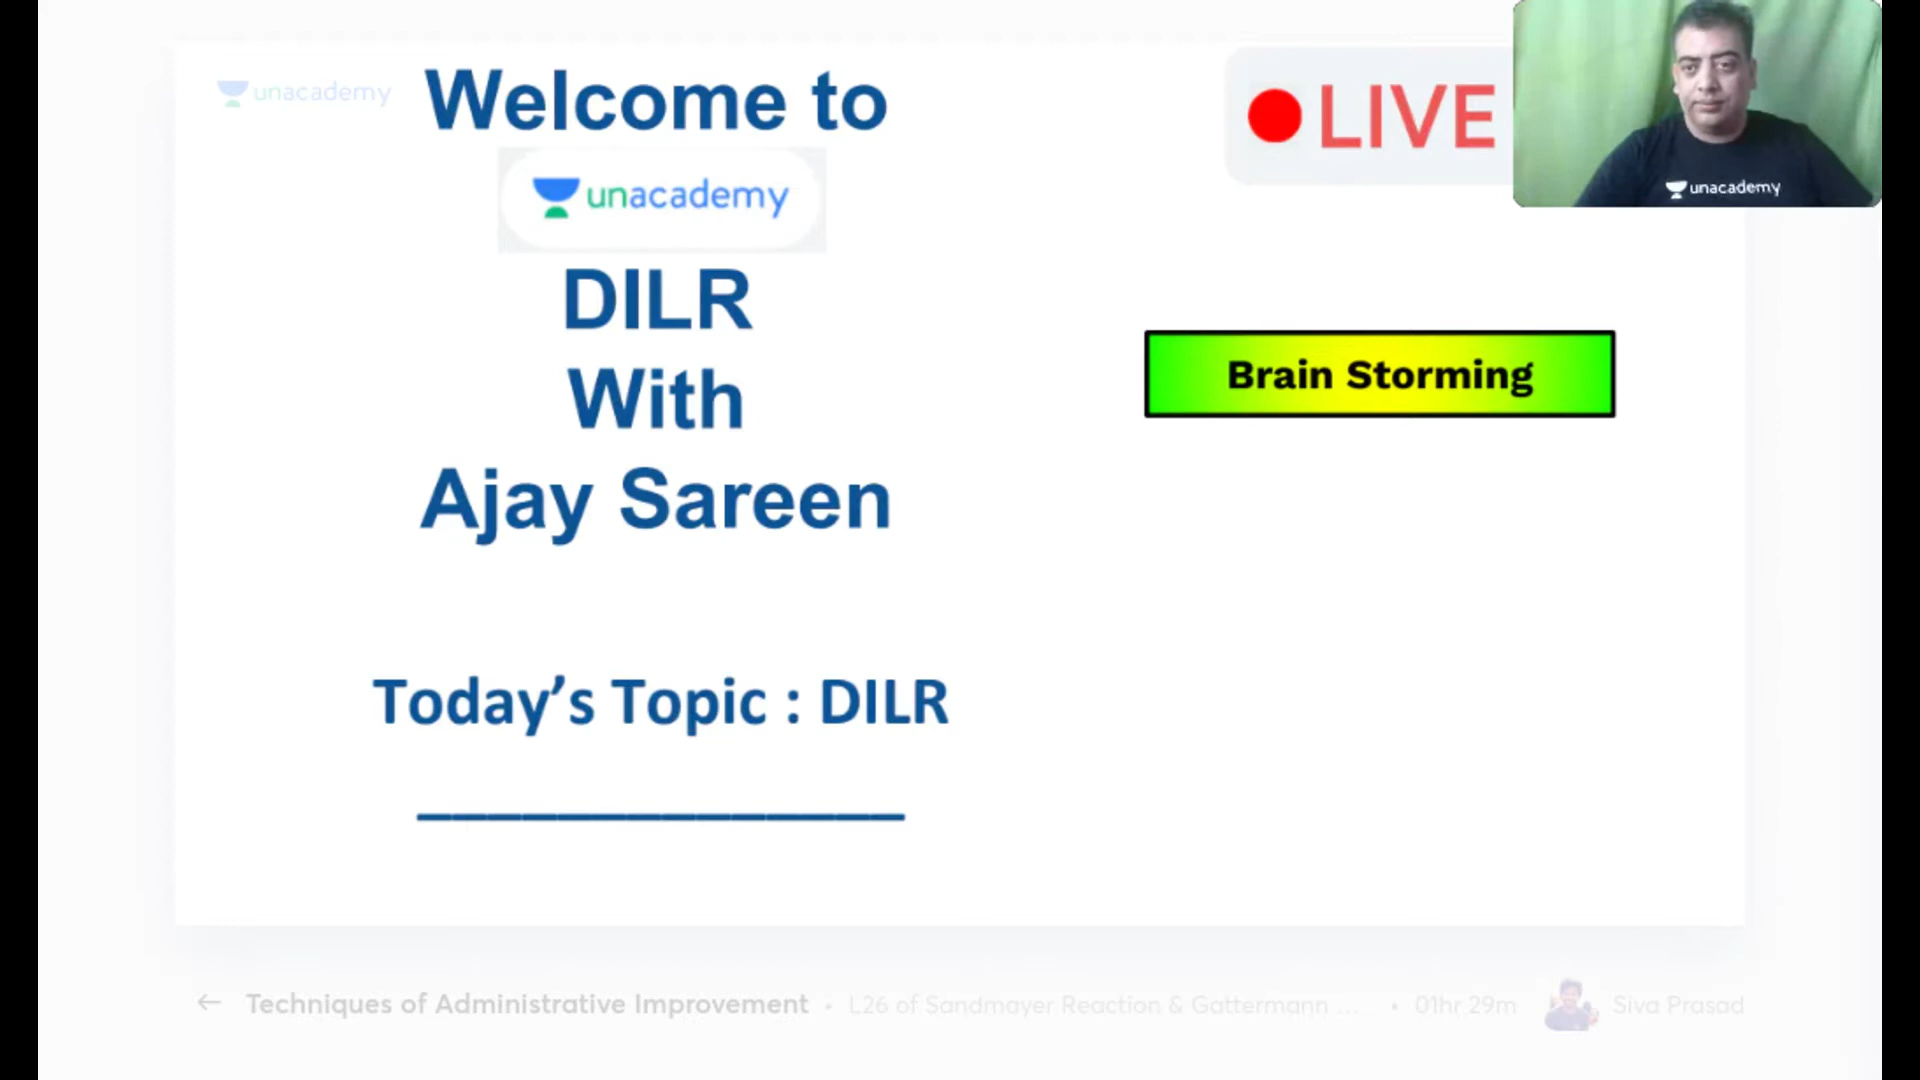 unacademy
Welcome to
unacademy
DILR
With
Ajay Sareen
Today’s Topic : DILR
______________
LIVE
unacademy
Brain Storming
← Techniques of Administrative Improvement • L26 of Sandmayer Reaction & Gattermann ... • 01hr 29m Siva Prasad